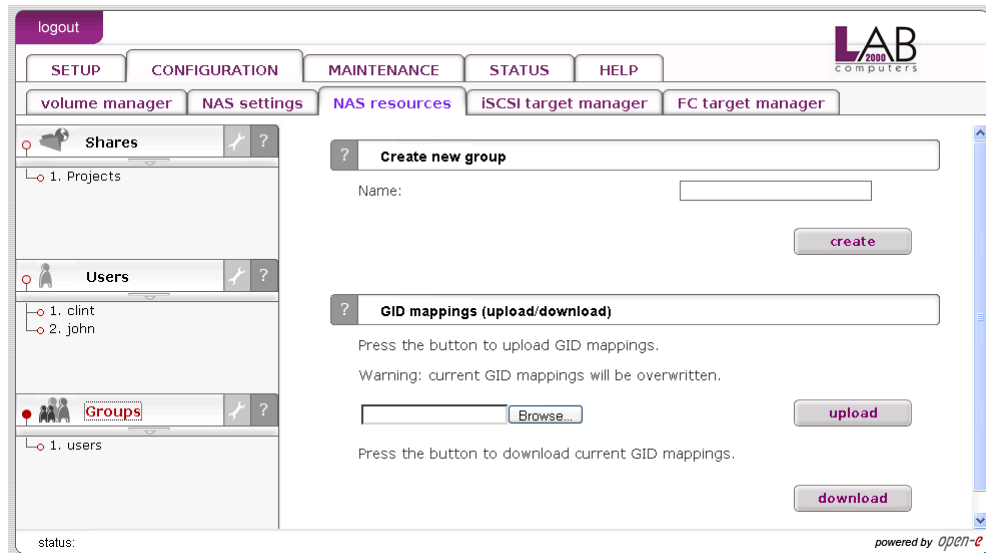 logout
LAB
2000
computers
SETUP CONFIGURATION MAINTENANCE STATUS HELP
volume manager NAS settings NAS resources iSCSI target manager FC target manager
Shares ?
1. Projects
Users ?
1. clint
2. john
Groups ?
1. users
? Create new group
Name:
create
? GID mappings (upload/download)
Press the button to upload GID mappings.
Warning: current GID mappings will be overwritten.
Browse... upload
Press the button to download current GID mappings.
download
status: powered by open-e